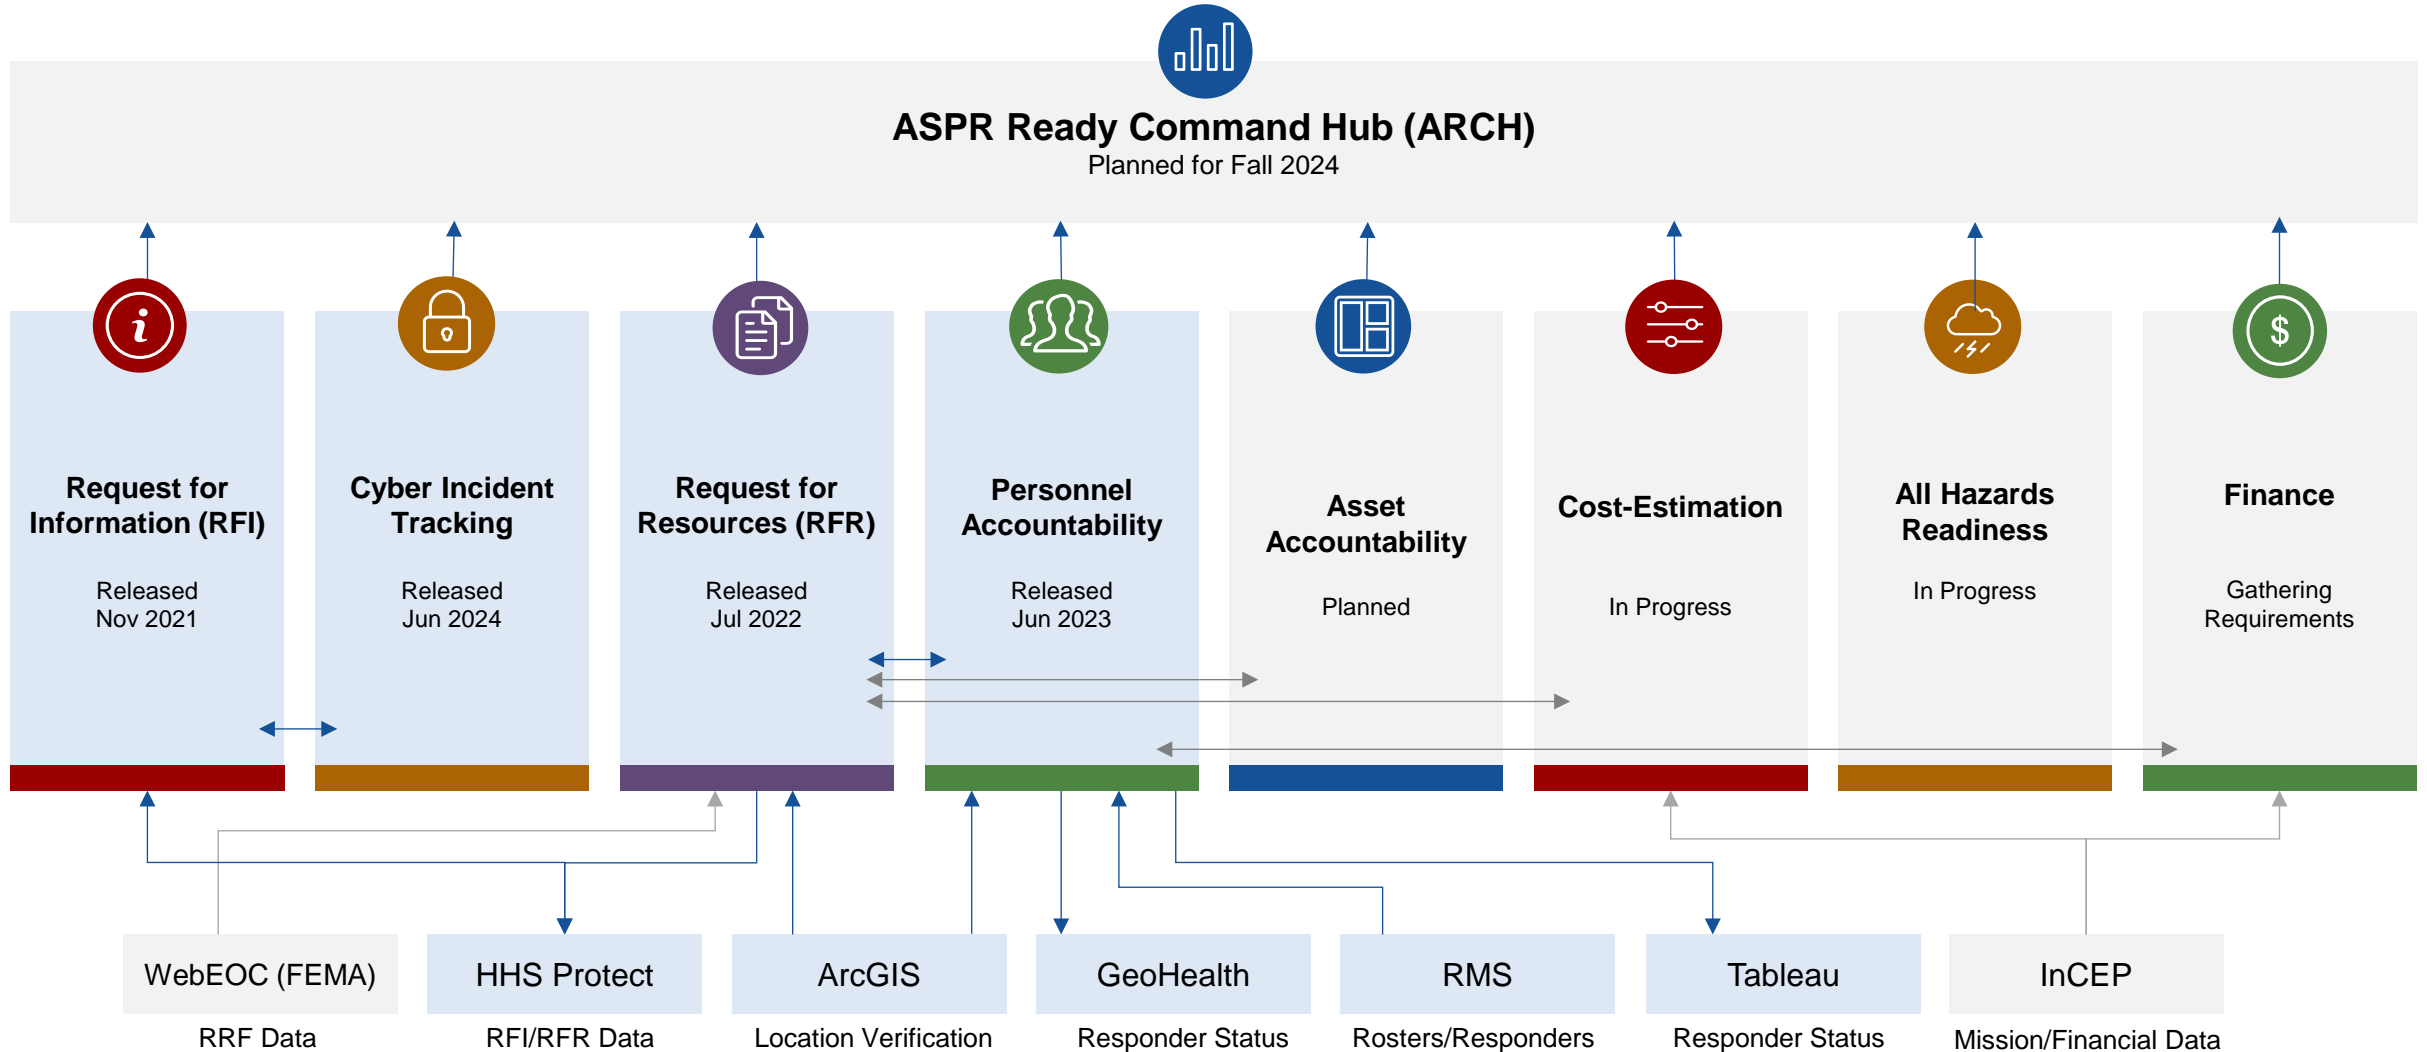 ASPR Ready Command Hub (ARCH)
Planned for Fall 2024
i
$
Request for
Information (RFI)
Released
Nov 2021
Cyber Incident
Tracking
Released
Jun 2024
Request for
Resources (RFR)
Released
Jul 2022
Personnel
Accountability
Released
Jun 2023
Asset
Accountability
Planned
Cost-Estimation
In Progress
All Hazards
Readiness
In Progress
Finance
Gathering
Requirements
WebEOC (FEMA)
RRF Data
HHS Protect
RFI/RFR Data
ArcGIS
Location Verification
GeoHealth
Responder Status
RMS
Rosters/Responders
Tableau
Responder Status
InCEP
Mission/Financial Data